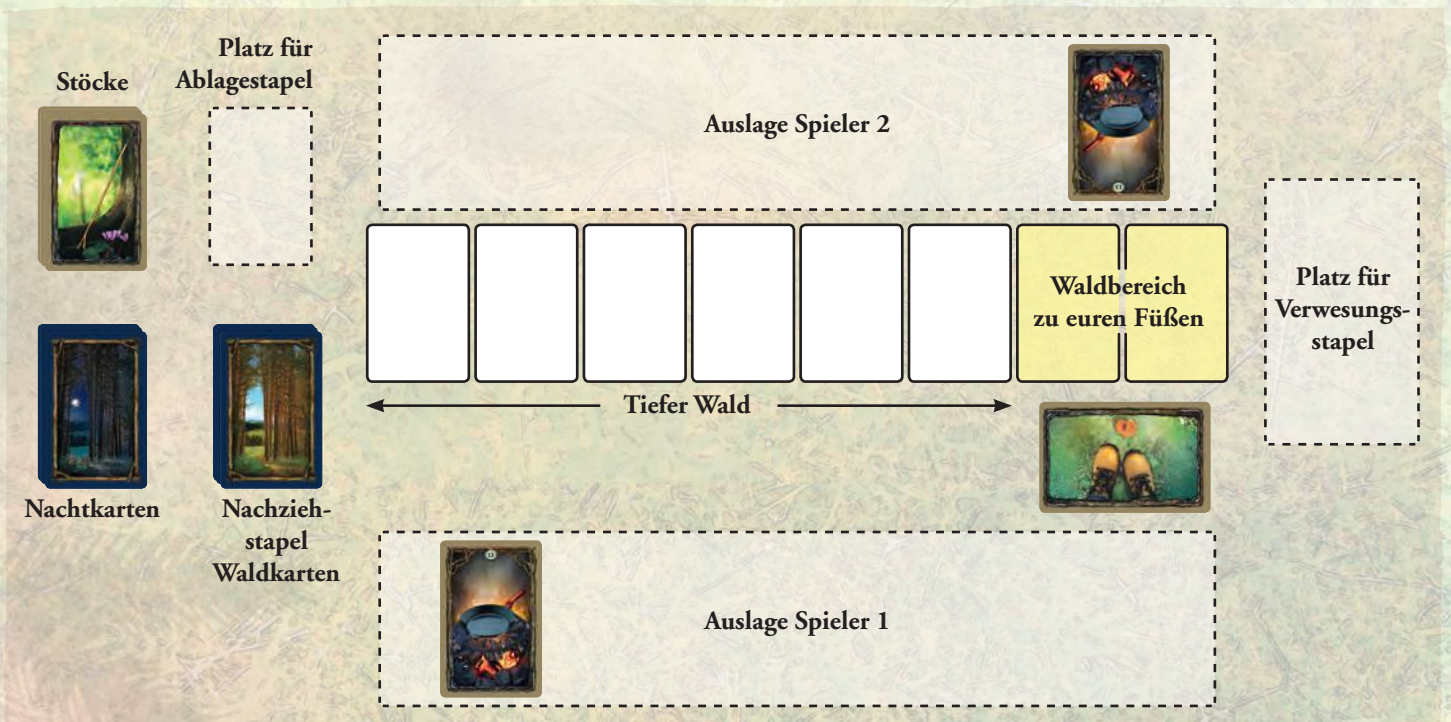 Platz für
Ablagestapel
Stöcke
Auslage Spieler 2
Waldbereich
zu euren Füßen
Platz für
Verwesungs-
stapel
Tiefer Wald
Nachtkarten
Nachzieh-
stapel
Waldkarten
Auslage Spieler 1